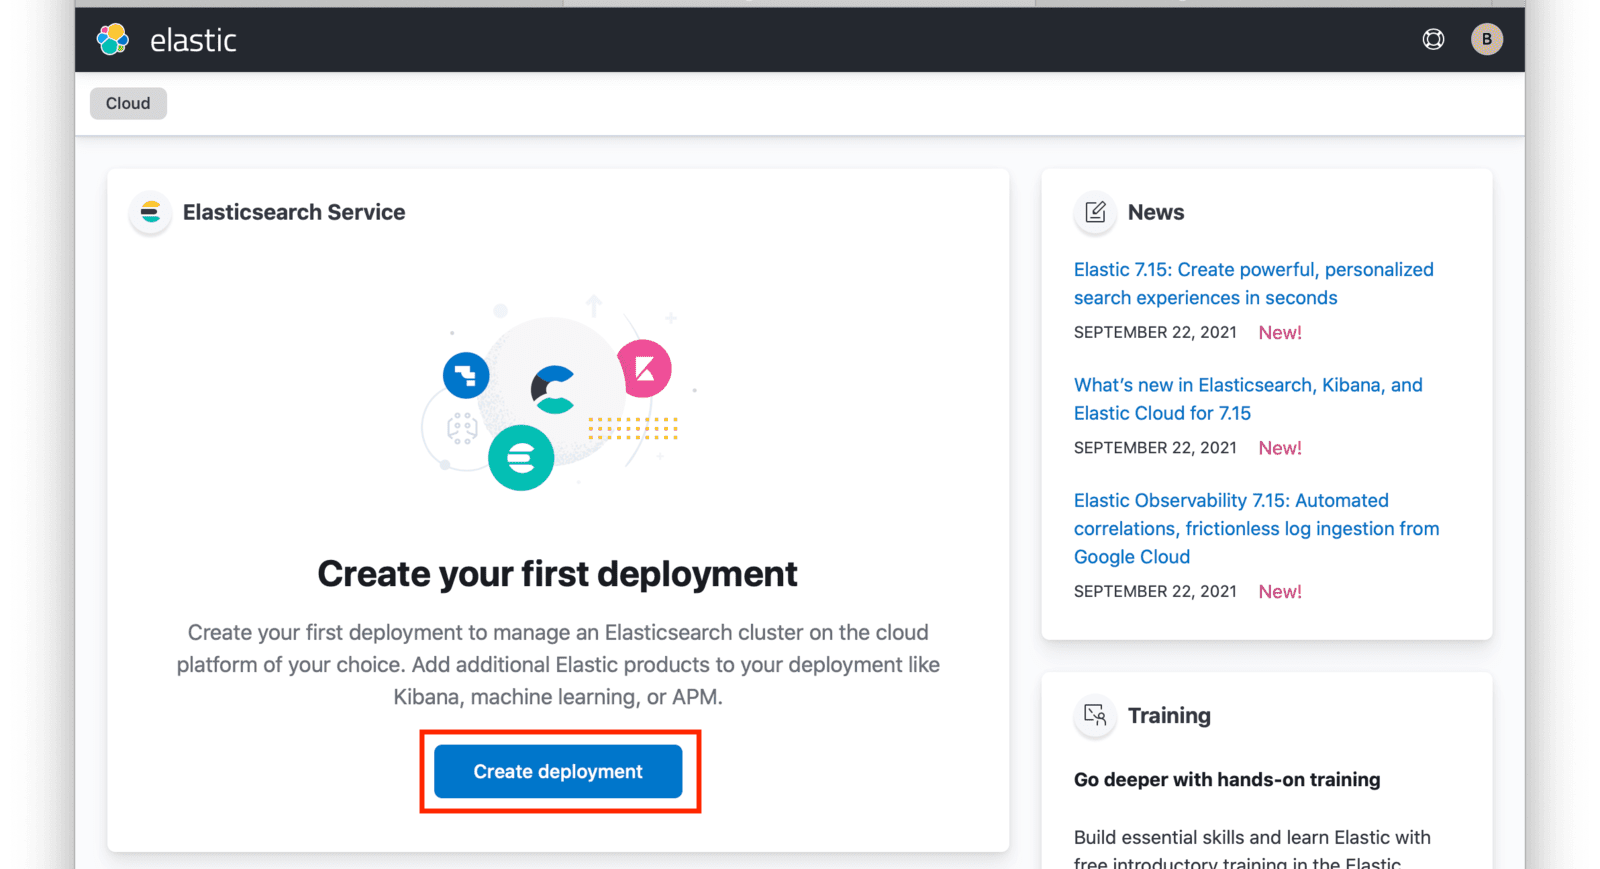 elastic
B
Cloud
Elasticsearch Service
Create your first deployment
Create your first deployment to manage an Elasticsearch cluster on the cloud
platform of your choice. Add additional Elastic products to your deployment like
Kibana, machine learning, or APM.
Create deployment
News
Elastic 7.15: Create powerful, personalized
search experiences in seconds
SEPTEMBER 22, 2021 New!
What's new in Elasticsearch, Kibana, and
Elastic Cloud for 7.15
SEPTEMBER 22, 2021 New!
Elastic Observability 7.15: Automated
correlations, frictionless log ingestion from
Google Cloud
SEPTEMBER 22, 2021 New!
Training
Go deeper with hands-on training
Build essential skills and learn Elastic with
free introductory training in the Elastic